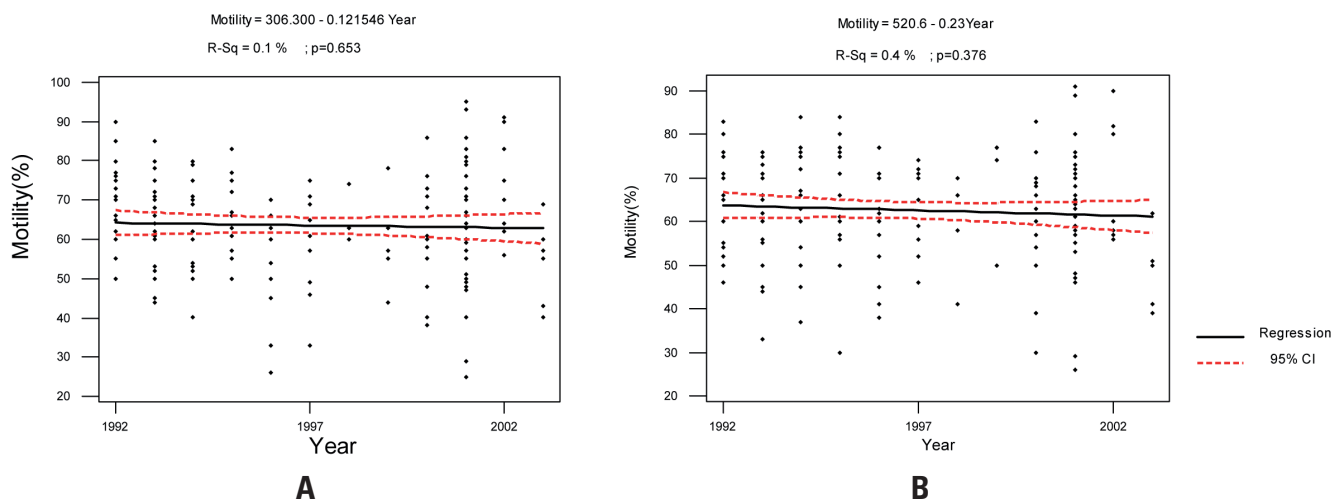 Motility = 306.300 - 0.121546 Year
R-Sq = 0.1 % ; p=0.653
Motility(%)
100
90
80
70
60
50
40
30
20
1992
1997
2002
Year
A
Motility = 520.6 - 0.23Year
R-Sq = 0.4 % ; p=0.376
Motility(%)
90
80
70
60
50
40
30
20
1992
1997
2002
Year
B
Regression
95% CI